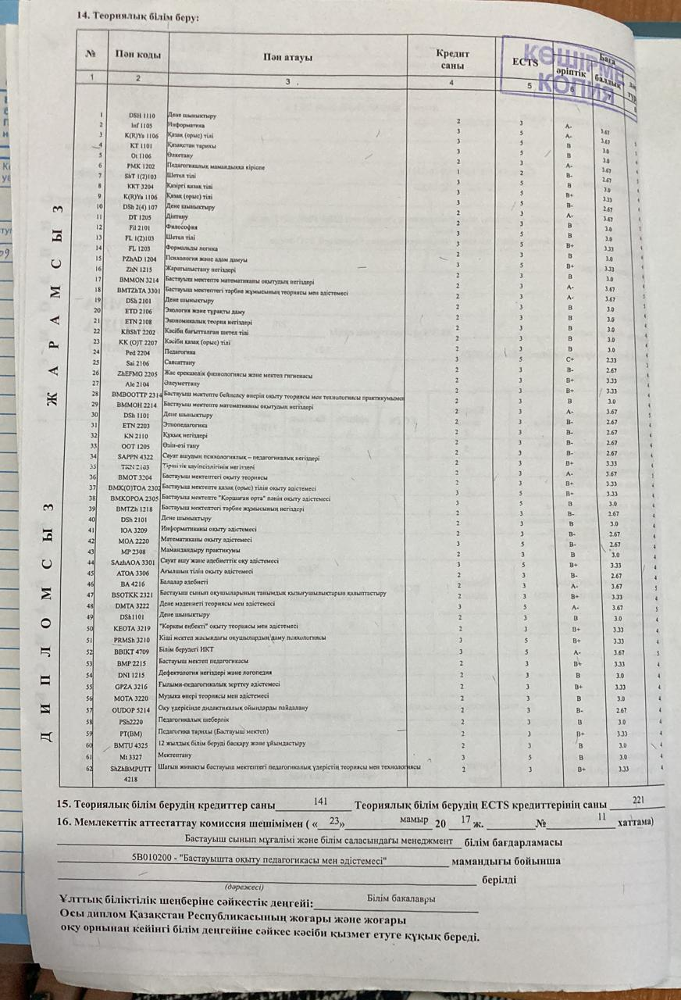 14. Теориялық білім беру:
№ Пән коды Пән атауы Кредит саны ECTS Баға
әріптік балдық
КӨШІРМЕ
КОПИЯ
1 2 3 4 5 6 7
1 DSH 1110 Дене шынықтыру 2 3 A- 3.67
2 Inf 1105 Информатика 3 5 A- 3.67
3 K(R)Ya 1106 Қазақ (орыс) тілі 3 5 B 3.0
4 KT 1101 Қазақстан тарихы 3 5 B 3.0
5 Ot 1106 Өлкетану 2 3 A- 3.67
6 PMK 1202 Педагогикалық мамандыққа кіріспе 1 2 B- 2.67
7 ShT 1(2)103 Шетел тілі 3 5 B 3.0
8 KKT 3204 Қазіргі қазақ тілі 3 5 B+ 3.33
9 K(R)Ya 1106 Қазақ (орыс) тілі 3 5 B- 2.67
10 DSh 2(4) 107 Дене шынықтыру 2 3 A- 3.67
11 DT 1205 Дінтану 2 3 B 3.0
12 Fil 2101 Философия 3 5 B 3.0
13 FL 1(2)103 Шетел тілі 3 5 B+ 3.33
14 FL 1203 Формальды логика 2 3 B 3.0
15 PZhAD 1204 Психология және адам дамуы 3 5 B+ 3.33
16 ZhN 1215 Жаратылыстану негіздері 2 3 B 3.0
17 BMMON 3214 Бастауыш мектепте математиканы оқытудың негіздері 2 3 A- 3.67
18 BMTZhTA 3301 Бастауыш мектептегі тәрбие жұмысының теориясы мен әдістемесі 2 3 A- 3.67
19 DSh 2101 Дене шынықтыру 2 3 B 3.0
20 ETD 2106 Экология және тұрақты даму 2 3 B 3.0
21 ETN 2108 Экономикалық теория негіздері 2 3 B 3.0
22 KBShT 2202 Кәсіби бағытталған шетел тілі 2 3 B 3.0
23 KK (O)T 2207 Кәсіби қазақ (орыс) тілі 2 3 B 3.0
24 Ped 2204 Педагогика 3 5 C+ 2.33
25 Sai 2106 Саясаттану 2 3 B- 2.67
26 ZhEFMG 2205 Жас ерекшелік физиологиясы және мектеп гигиенасы 2 3 B+ 3.33
27 Ale 2104 Әлеуметтану 2 3 B+ 3.33
28 BMBOOTTP 2314 Бастауыш мектепте бейнелеу өнерін оқыту теориясы мен технологиясы практикумымен 2 3 B 3.0
29 BMMOH 2214 Бастауыш мектепте математиканы оқытудың негіздері 2 3 A- 3.67
30 DSh 1101 Дене шынықтыру 2 3 B- 2.67
31 ETN 2203 Этнопедагогика 2 3 B- 2.67
32 KN 2110 Құқық негіздері 2 3 B- 2.67
33 OOT 1205 Өзін-өзі тану 2 3 B- 2.67
34 SAPPN 4322 Сауат ашудың психологиялық – педагогикалық негіздері 2 3 B+ 3.33
35 TKN 2103 Тіршілік қауіпсіздігінің негіздері 2 3 A- 3.67
36 BMOT 3204 Бастауыш мектептегі оқыту теориясы 2 3 B+ 3.33
37 BMK(O)TOA 2302 Бастауыш мектепте қазақ (орыс) тілін оқыту әдістемесі 3 5 B+ 3.33
38 BMKOPOA 2305 Бастауыш мектепте "Қоршаған орта" пәнін оқыту әдістемесі 3 5 B 3.0
39 BMTZh 1218 Бастауыш мектептегі тәрбие жұмысының негіздері 2 3 B- 2.67
40 DSh 2101 Дене шынықтыру 2 3 B 3.0
41 IOA 3209 Информатиканы оқыту әдістемесі 2 3 B- 2.67
42 MOA 2220 Математиканы оқыту әдістемесі 3 5 B- 2.67
43 MP 2308 Мамандандыру практикумы 2 3 B 3.0
44 SAzhAOA 3301 Сауат ашу және әдебиеттік оқу әдістемесі 3 5 B+ 3.33
45 ATOA 3306 Ағылшын тілін оқыту әдістемесі 2 3 B- 2.67
46 BA 4216 Балалар әдебиеті 2 3 A- 3.67
47 BSOTKK 2321 Бастауыш сынып оқушыларының танымдық қызығушылықтарын қалыптастыру 2 3 B+ 3.33
48 DMTA 3222 Дене мәдениеті теориясы мен әдістемесі 3 5 A- 3.67
49 DSh1101 Дене шынықтыру 2 3 B 3.0
50 KEOTA 3219 "Көркем еңбекті" оқыту теориясы мен әдістемесі 2 3 B+ 3.33
51 PRMSh 3210 Кіші мектеп жасындағы оқушылардың даму психологиясы 3 5 B+ 3.33
52 BBIKT 4709 Білім берудегі ИКТ 3 5 A- 3.67
53 BMP 2215 Бастауыш мектеп педагогикасы 2 3 B+ 3.33
54 DNI 1215 Дефектология негіздері және логопедия 2 3 B 3.0
55 GPZA 3216 Ғылыми-педагогикалық зерттеу әдістемесі 2 3 B+ 3.33
56 MOTA 3220 Музыка өнері теориясы мен әдістемесі 2 3 B 3.0
57 OUDOP 5214 Оқу үдерісінде дидактикалық ойындарды пайдалану 2 3 B- 2.67
58 PSh2220 Педагогикалық шеберлік 2 3 B 3.0
59 PT(BM) Педагогика тарихы (Бастауыш мектеп) 2 3 B+ 3.33
60 BMTU 4325 12 жылдық білім беруді басқару және ұйымдастыру 2 3 B 3.0
61 Mt 3327 Мектептану 3 5 B 3.0
62 ShZhBMPUTT 4218 Шағын жинақты бастауыш мектептегі педагогикалық үдерістің теориясы мен технологиясы 2 3 B+ 3.33
ДИПЛОМСЫЗ ЖАРАМСЫЗ
15. Теориялық білім берудің кредиттер саны 141 Теориялық білім берудің ECTS кредиттерінің саны 221
16. Мемлекеттік аттестаттау комиссия шешімімен ( « 23» мамыр 20 17 ж. № 11 хаттама)
Бастауыш сынып мұғалімі және білім саласындағы менеджмент білім бағдарламасы
5В010200 - "Бастауышта оқыту педагогикасы мен әдістемесі" мамандығы бойынша
берілді
(дәрежесі)
Ұлттық біліктілік шеңберіне сәйкестік деңгейі: Білім бакалавры
Осы диплом Қазақстан Республикасының жоғары және жоғары
оқу орнынан кейінгі білім деңгейіне сәйкес кәсіби қызмет етуге құқық береді.